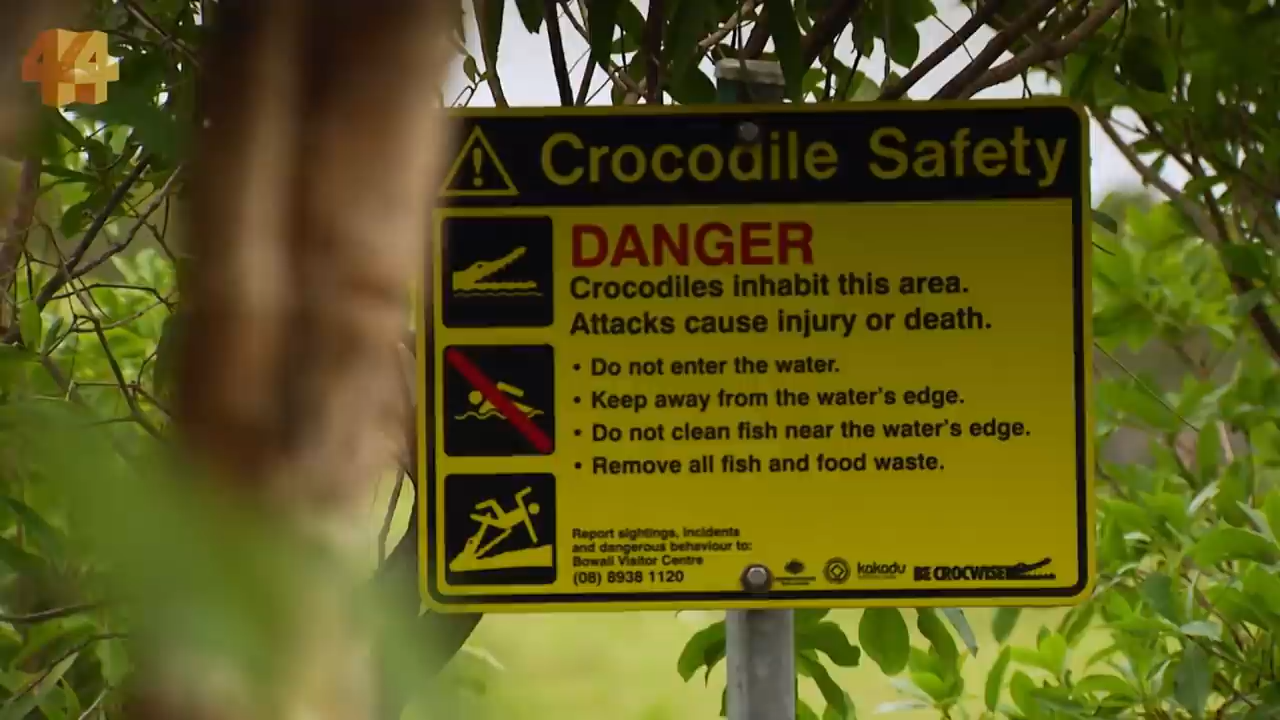 44
Crocodile Safety
DANGER
Crocodiles inhabit this area.
Attacks cause injury or death.
• Do not enter the water.
• Keep away from the water's edge.
• Do not clean fish near the water's edge.
• Remove all fish and food waste.
Report sightings, incidents
and dangerous behaviour to:
Bowali Visitor Centre
(08) 8938 1120
kakadu
BE CROCWISE